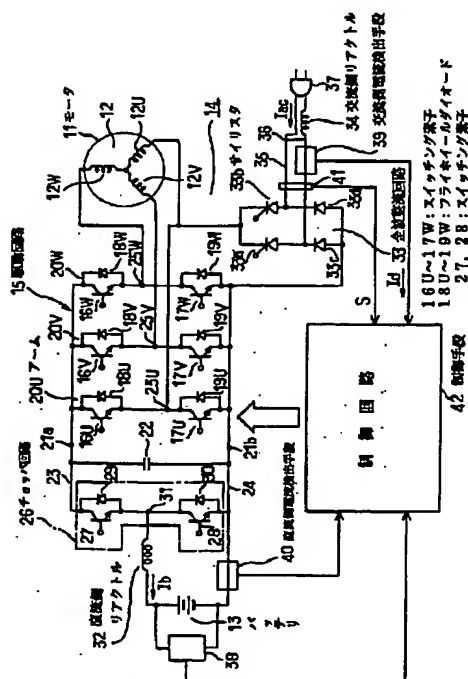 11 モータ
12
12U
12V
12W
14
15 駆動回路
20W
18W
16W
25W
19W
17W
20V
18V
16V
25V
17V
20U アーム
18U
16U
25U
19U
17U
21a
21b
22
23
24
26 チョッパ回路
27
28
30
31
32 直流側リアクトル
Ib
13 バッテリ
38
40 直流側電流検出手段
33a
33b サイリスタ
33c
33d
33 全波整流回路
35
36
Iac
37
34 交流側リアクトル
39 交流側電流検出手段
41
S
Id
制御回路
42 制御手段
16U~17W:スイッチング素子
18U~19W:フライホイールダイオード
27, 28:スイッチング素子